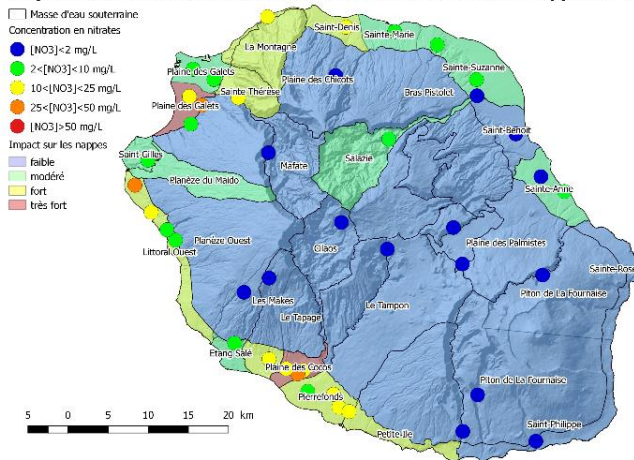 Masse d'eau souterraine
Concentration en nitrates
[NO3]<2 mg/L
2<[NO3]<10 mg/L
10<[NO3]<25 mg/L
25<[NO3]<50 mg/L
[NO3]>50 mg/L
Impact sur les nappes
faible
modéré
fort
très fort
Saint-Denis
Sainte-Marie
La Montagne
Plaine des Galets
Plaine des Chicots
Sainte-Suzanne
Sainte Thérèse
Bras Pistolet
Plaine des Galets
Saint-Benoît
Saint Gilles
Mafate
Salazie
Planèze du Maido
Sainte-Anne
Planèze Ouest
Cilaos
Plaine des Palmistes
Littoral Ouest
Sainte-Rose
Piton de La Fournaise
Les Makes
Le Tampon
Le Tapage
Etang Salé
Plaine des Cocos
Piton de La Fournaise
Pierrefonds
Saint-Philippe
Petite-Ile
5 0 5 10 15 20 km